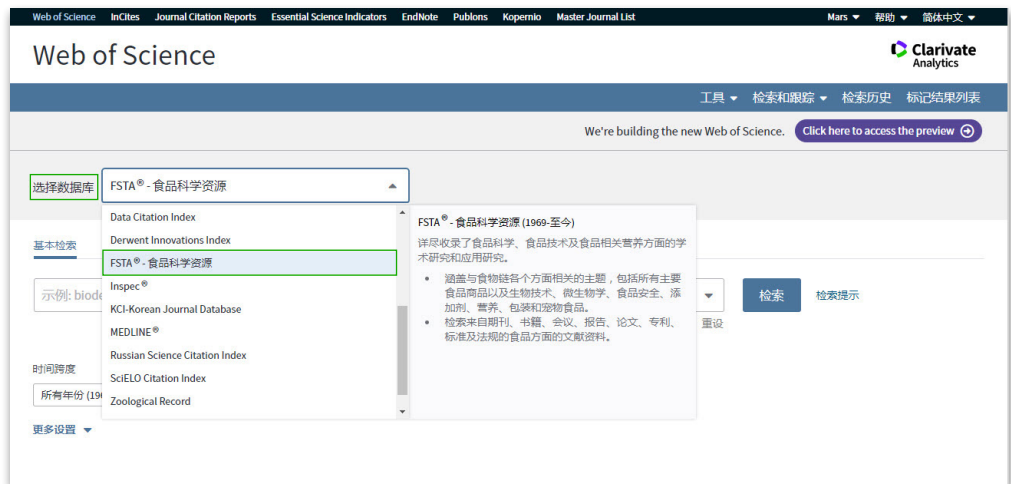 Web of Science InCites Journal Citation Reports Essential Science Indicators EndNote Publons Kopernio Master Journal List Mars 帮助 简体中文
Web of Science
Clarivate
Analytics
工具 检索和跟踪 检索历史 标记结果列表
We're building the new Web of Science. Click here to access the preview
选择数据库 FSTA® - 食品科学资源
Data Citation Index
Derwent Innovations Index
FSTA® - 食品科学资源
Inspec®
KCI-Korean Journal Database
MEDLINE®
Russian Science Citation Index
SciELO Citation Index
Zoological Record
FSTA® - 食品科学资源 (1969-至今)
详尽收录了食品科学、食品技术及食品相关营养方面的学
术研究和应用研究。
• 涵盖与食物链各个方面相关的主题，包括所有主要
食品商品以及生物技术、微生物学、食品安全、添
加剂、营养、包装和宠物食品。
• 检索来自期刊、书籍、会议、报告、论文、专利、
标准及法规的食品方面的文献资料。
基本检索
示例: biode
检索 检索提示
重设
时间跨度
所有年份 (196
更多设置